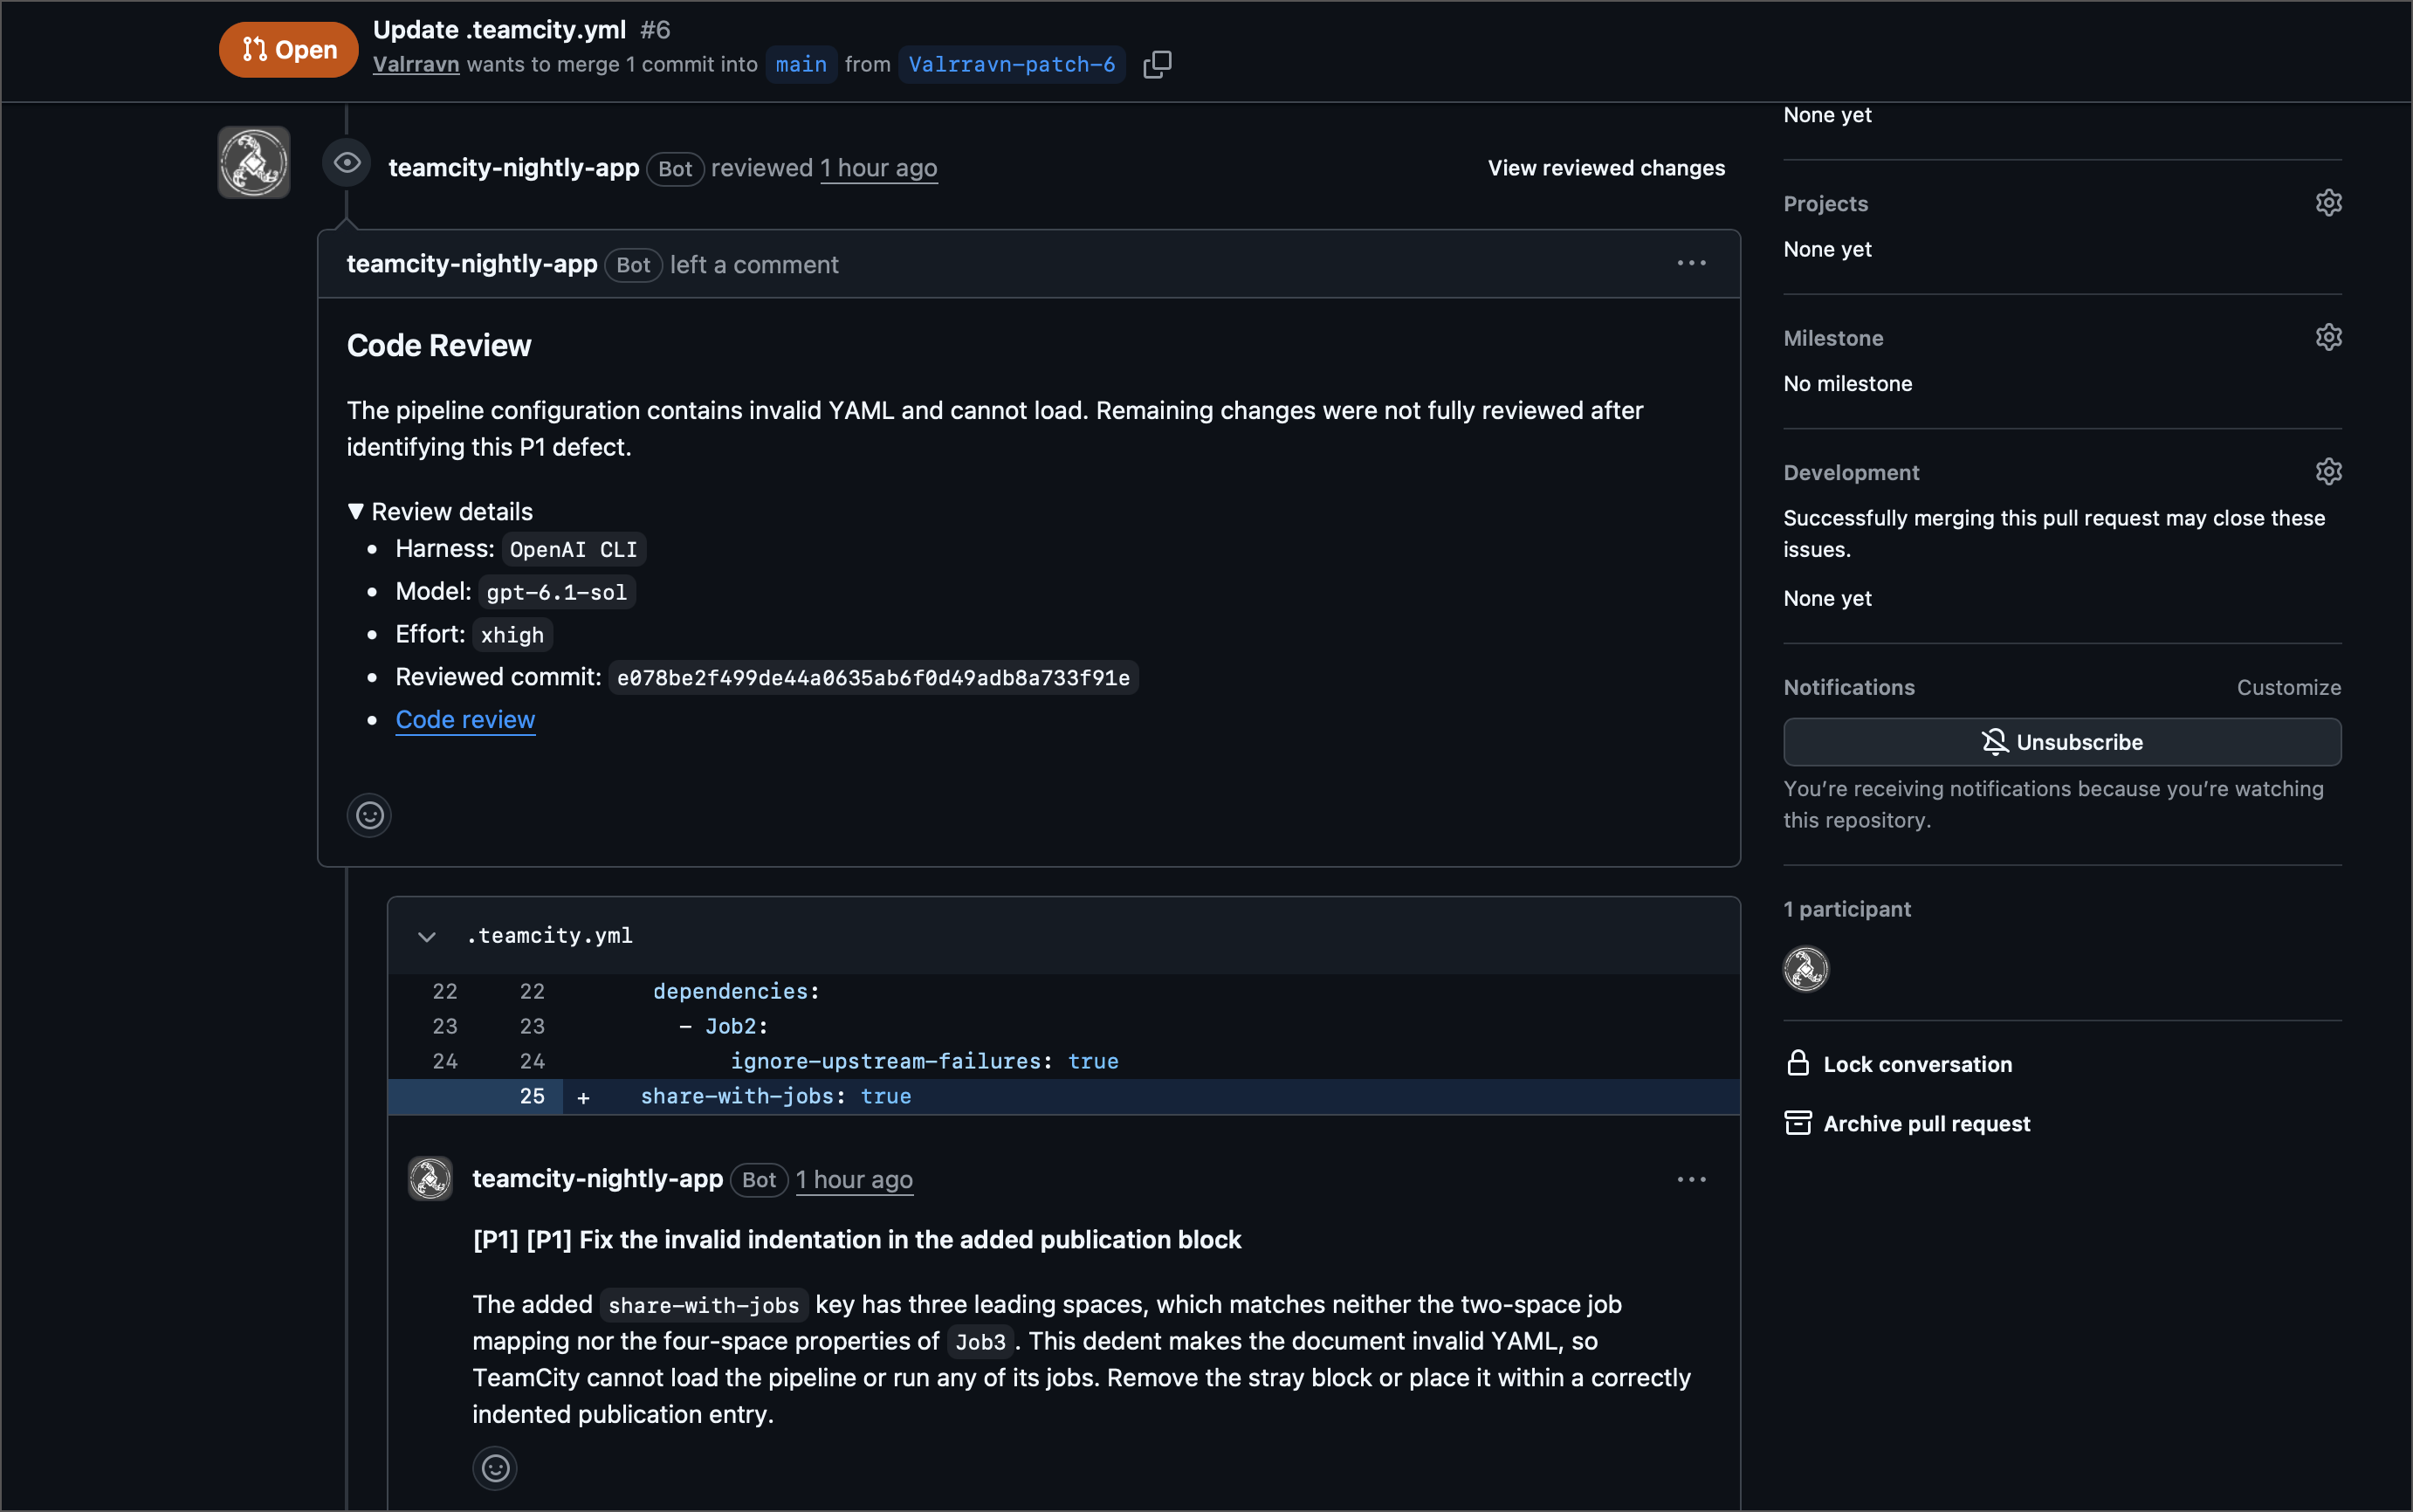 Open
Update .teamcity.yml #6
Valrravn wants to merge 1 commit into main from Valrravn-patch-6
teamcity-nightly-app Bot reviewed 1 hour ago
View reviewed changes
teamcity-nightly-app Bot left a comment
Code Review
The pipeline configuration contains invalid YAML and cannot load. Remaining changes were not fully reviewed after
identifying this P1 defect.
Review details
Harness: OpenAI CLI
Model: gpt-6.1-sol
Effort: xhigh
Reviewed commit: e078be2f499de44a0635ab6f0d49adb8a733f91e
Code review
.teamcity.yml
22 22 dependencies:
23 23 - Job2:
24 24 ignore-upstream-failures: true
25 + share-with-jobs: true
teamcity-nightly-app Bot 1 hour ago
[P1] [P1] Fix the invalid indentation in the added publication block
The added share-with-jobs key has three leading spaces, which matches neither the two-space job
mapping nor the four-space properties of Job3. This dedent makes the document invalid YAML, so
TeamCity cannot load the pipeline or run any of its jobs. Remove the stray block or place it within a correctly
indented publication entry.
None yet
Projects
None yet
Milestone
No milestone
Development
Successfully merging this pull request may close these
issues.
None yet
Notifications
Customize
Unsubscribe
You’re receiving notifications because you’re watching
this repository.
1 participant
Lock conversation
Archive pull request